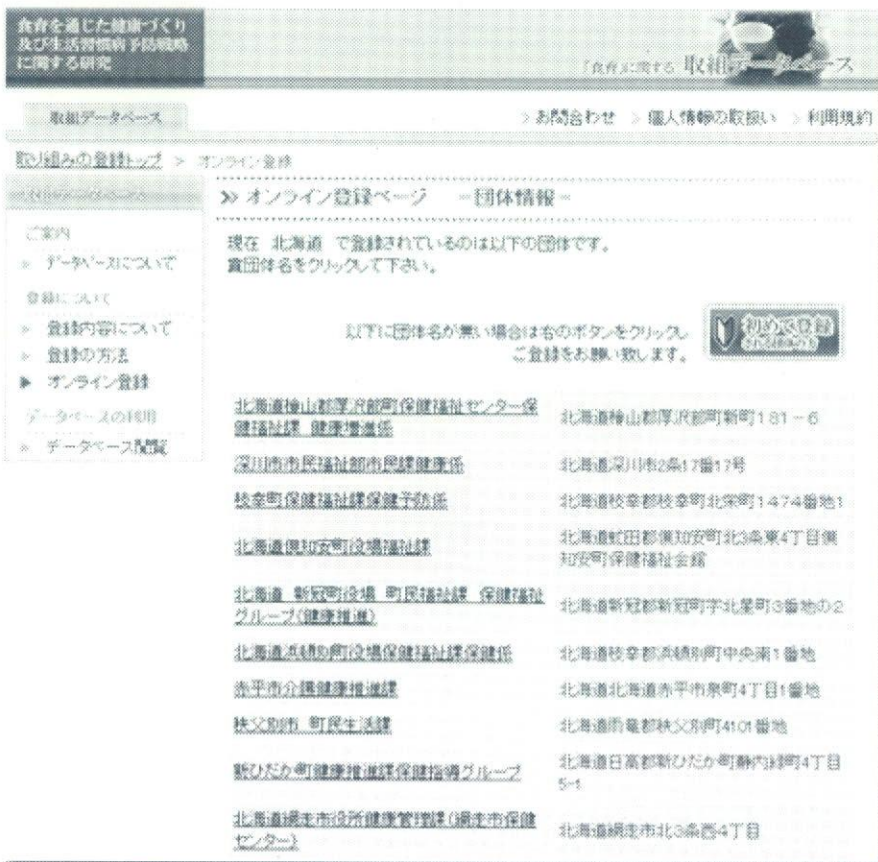 食育を通じた健康づくり
及び生活習慣病予防戦略
に関する研究
「食育」に関する 取組データベース
取組データベース
> お問合わせ > 個人情報の取扱い > 利用規約
取り組みの登録トップ > オンライン登録
≫ オンライン登録ページ －団体情報－
ご案内
» データベースについて
登録について
» 登録内容について
» 登録の方法
▶ オンライン登録
データベースの利用
» データベース閲覧
現在 北海道 で登録されているのは以下の団体です。
貴団体名をクリックして下さい。
以下に団体名が無い場合は右のボタンをクリックし、
ご登録をお願い致します。
初めて登録
される団体の方
北海道檜山郡厚沢部町保健福祉センター保
健福祉課 健康増進係
北海道檜山郡厚沢部町新町181－6
深川市市民福祉部市民課健康係
北海道深川市2条17番17号
枝幸町保健福祉課保健予防係
北海道枝幸郡枝幸町北栄町1474番地1
北海道倶知安町役場福祉課
北海道虻田郡倶知安町北3条東4丁目倶
知安町保健福祉会館
北海道 新冠町役場 町民福祉課 保健福祉
グループ(健康推進)
北海道新冠郡新冠町字北星町3番地の2
北海道浜頓別町役場保健福祉課保健係
北海道枝幸郡浜頓別町中央南1番地
赤平市介護健康推進課
北海道北海道赤平市泉町4丁目1番地
秩父別市 町民生活課
北海道雨竜郡秩父別町4101番地
新ひだか町健康推進課保健指導グループ
北海道日高郡新ひだか町静内緑町4丁目
5-1
北海道網走市役所健康管理課(網走市保健
センター)
北海道網走市北3条西4丁目